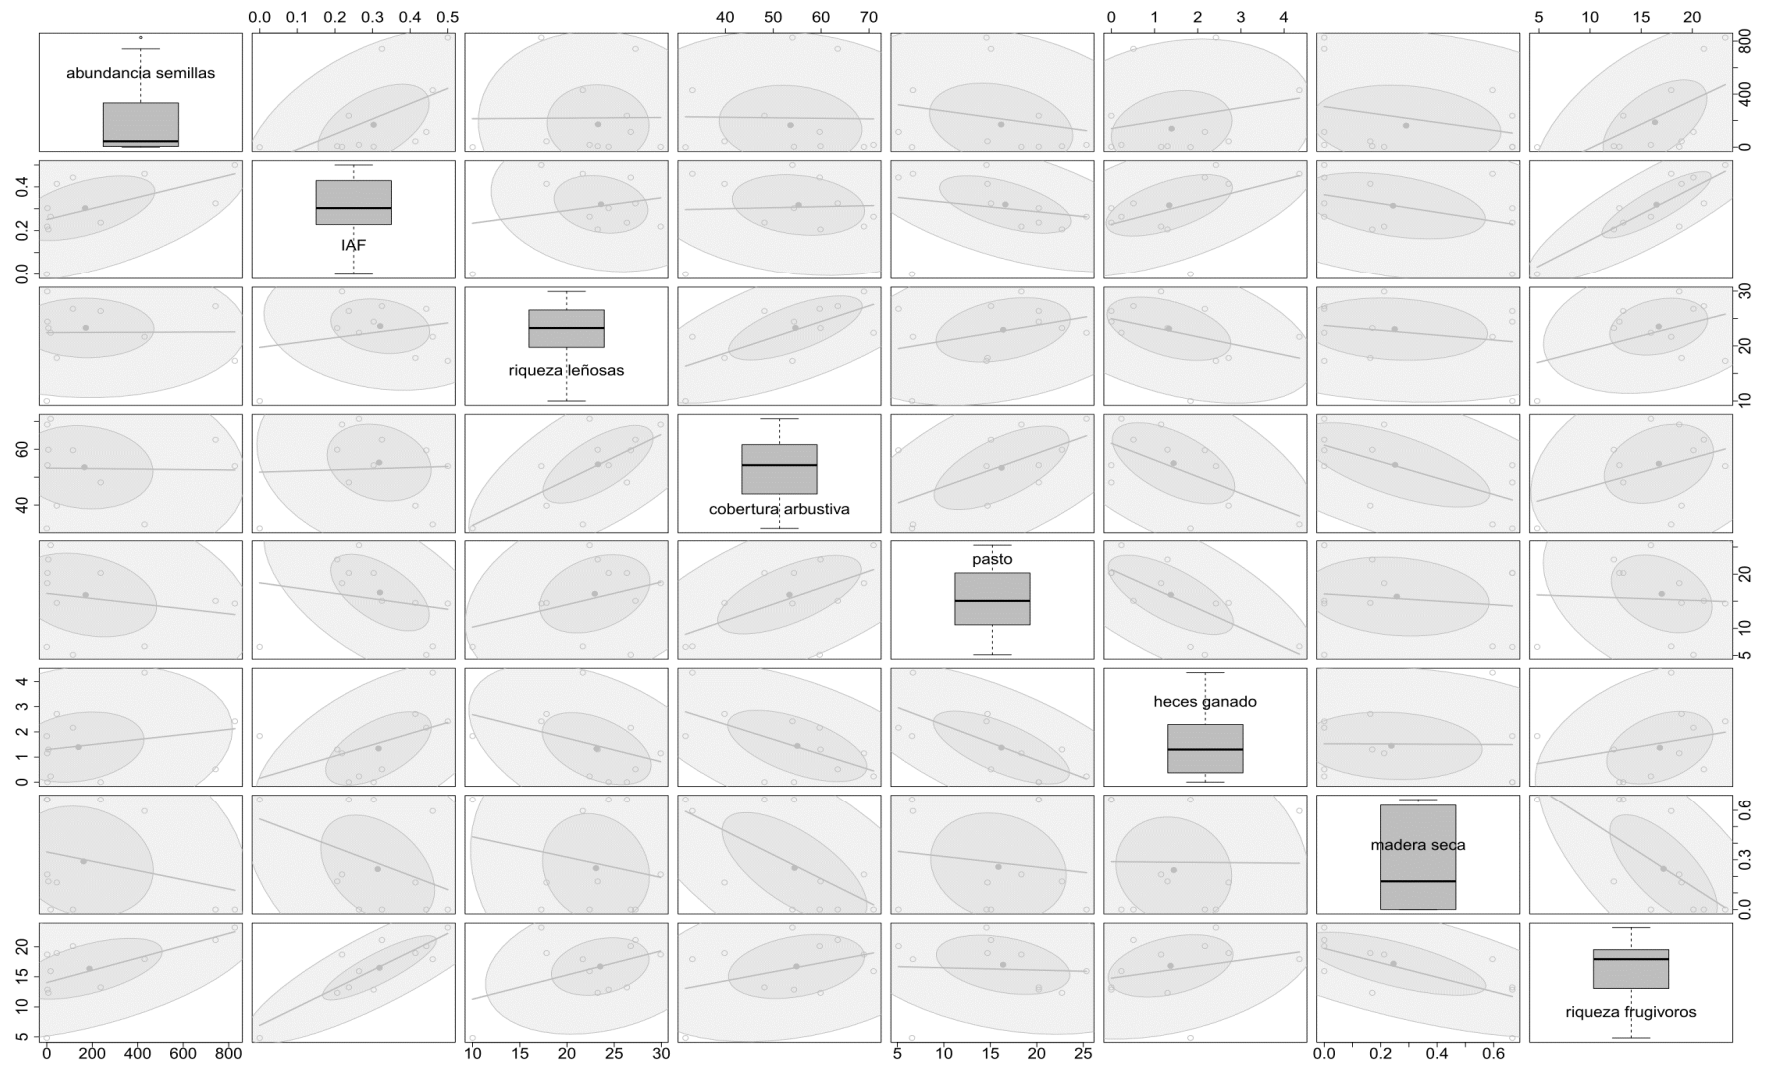 0.0 0.1 0.2 0.3 0.4 0.5 40 50 60 70 0 1 2 3 4 5 10 15 20
abundancia semillas 0 400 800
0.0 0.2 0.4 IAF
riqueza leñosas 10 20 30
40 60 cobertura arbustiva
pasto 5 10 20
0 1 2 3 4 heces ganado
madera seca 0.0 0.3 0.6
5 10 15 20 riqueza frugivoros
0 200 400 600 800 10 15 20 25 30 5 10 15 20 25 0.0 0.2 0.4 0.6